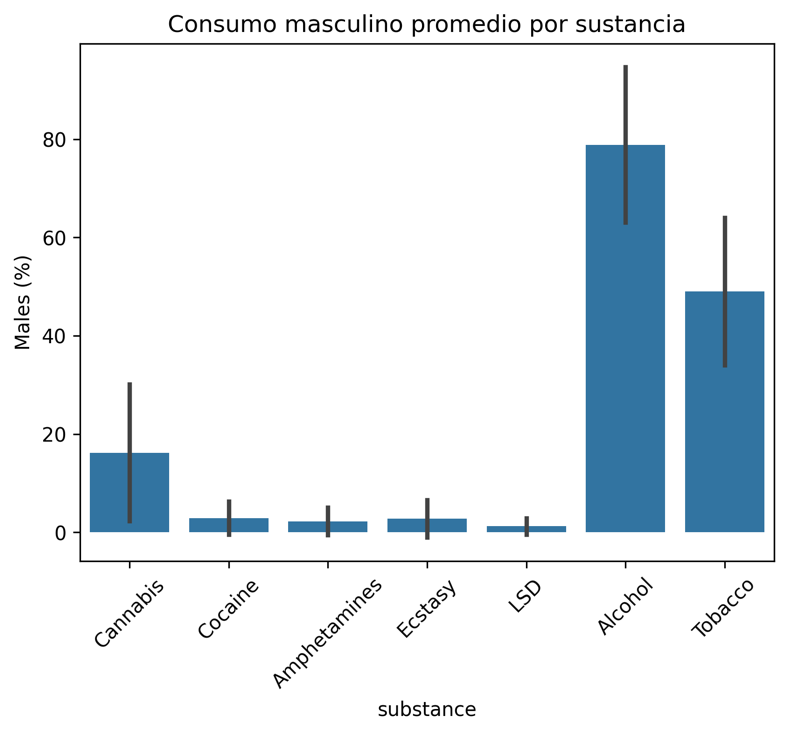 Consumo masculino promedio por sustancia
Males (%)
80
60
40
20
0
Cannabis
Cocaine
Amphetamines
Ecstasy
LSD
Alcohol
Tobacco
substance